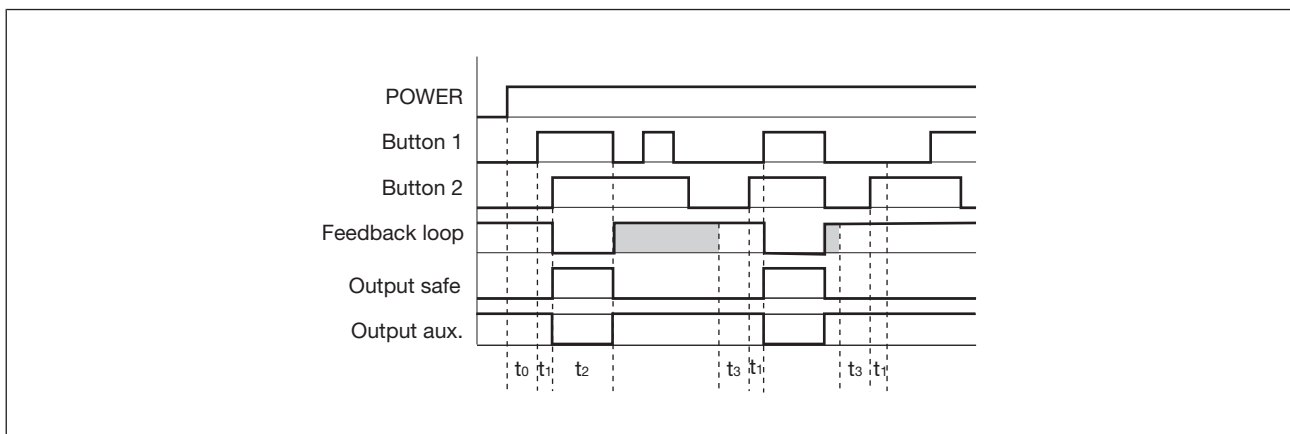 POWER
Button 1
Button 2
Feedback loop
Output safe
Output aux.
t0 t1 t2 t3 t1 t3 t1